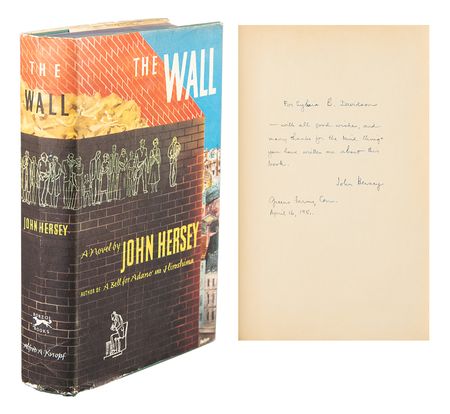 THE
WALL
JOHN HERSEY
BORZOI
BOOKS
Alfred A Knopf
THE WALL
A Novel by
JOHN HERSEY
AUTHOR OF A Bell for Adano and Hiroshima
For Sylvia B. Davidson
— with all good wishes, and
many thanks for the kind things
you have written me about this
book.
John Hersey
Greens Farms, Conn.
April 16, 1951.